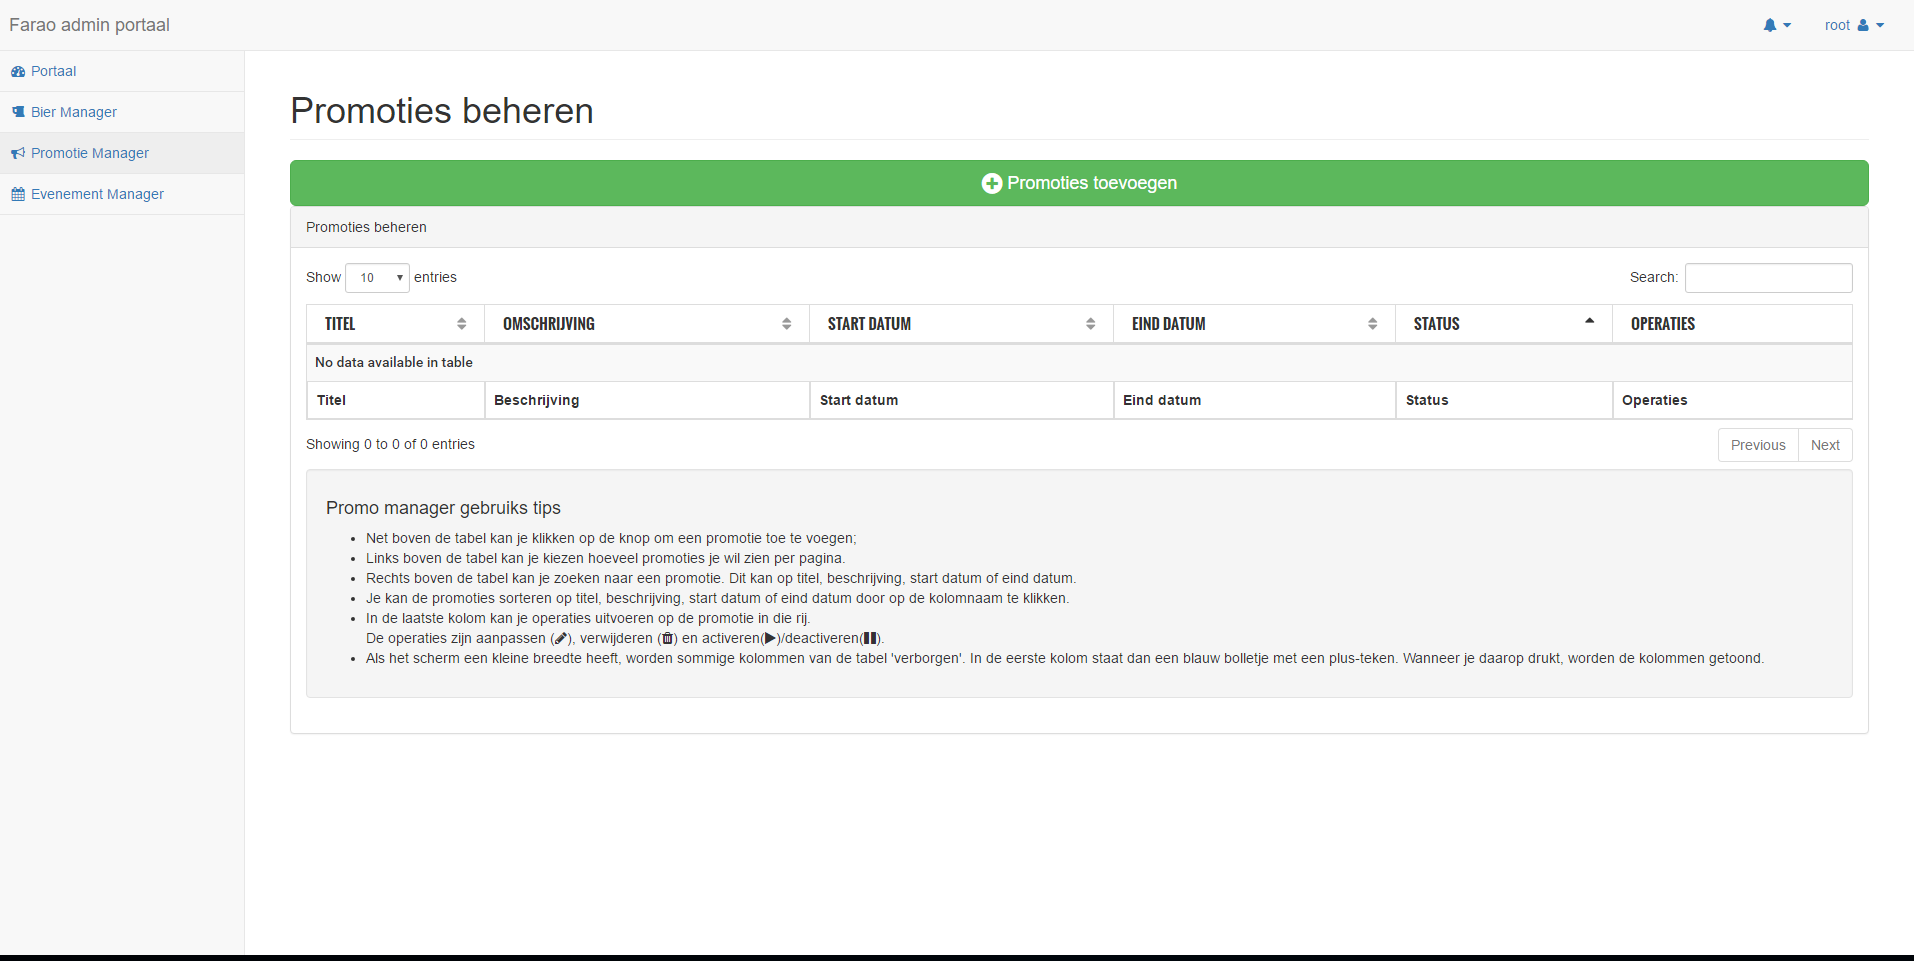 Farao admin portaal
root
Portaal
Bier Manager
Promotie Manager
Evenement Manager
Promoties beheren
Promoties toevoegen
Promoties beheren
Show 10 entries
Search:
TITEL OMSCHRIJVING START DATUM EIND DATUM STATUS OPERATIES
No data available in table
Titel Beschrijving Start datum Eind datum Status Operaties
Showing 0 to 0 of 0 entries
Previous Next
Promo manager gebruiks tips
Net boven de tabel kan je klikken op de knop om een promotie toe te voegen;
Links boven de tabel kan je kiezen hoeveel promoties je wil zien per pagina.
Rechts boven de tabel kan je zoeken naar een promotie. Dit kan op titel, beschrijving, start datum of eind datum.
Je kan de promoties sorteren op titel, beschrijving, start datum of eind datum door op de kolomnaam te klikken.
In de laatste kolom kan je operaties uitvoeren op de promotie in die rij.
De operaties zijn aanpassen (), verwijderen () en activeren()/deactiveren().
Als het scherm een kleine breedte heeft, worden sommige kolommen van de tabel 'verborgen'. In de eerste kolom staat dan een blauw bolletje met een plus-teken. Wanneer je daarop drukt, worden de kolommen getoond.